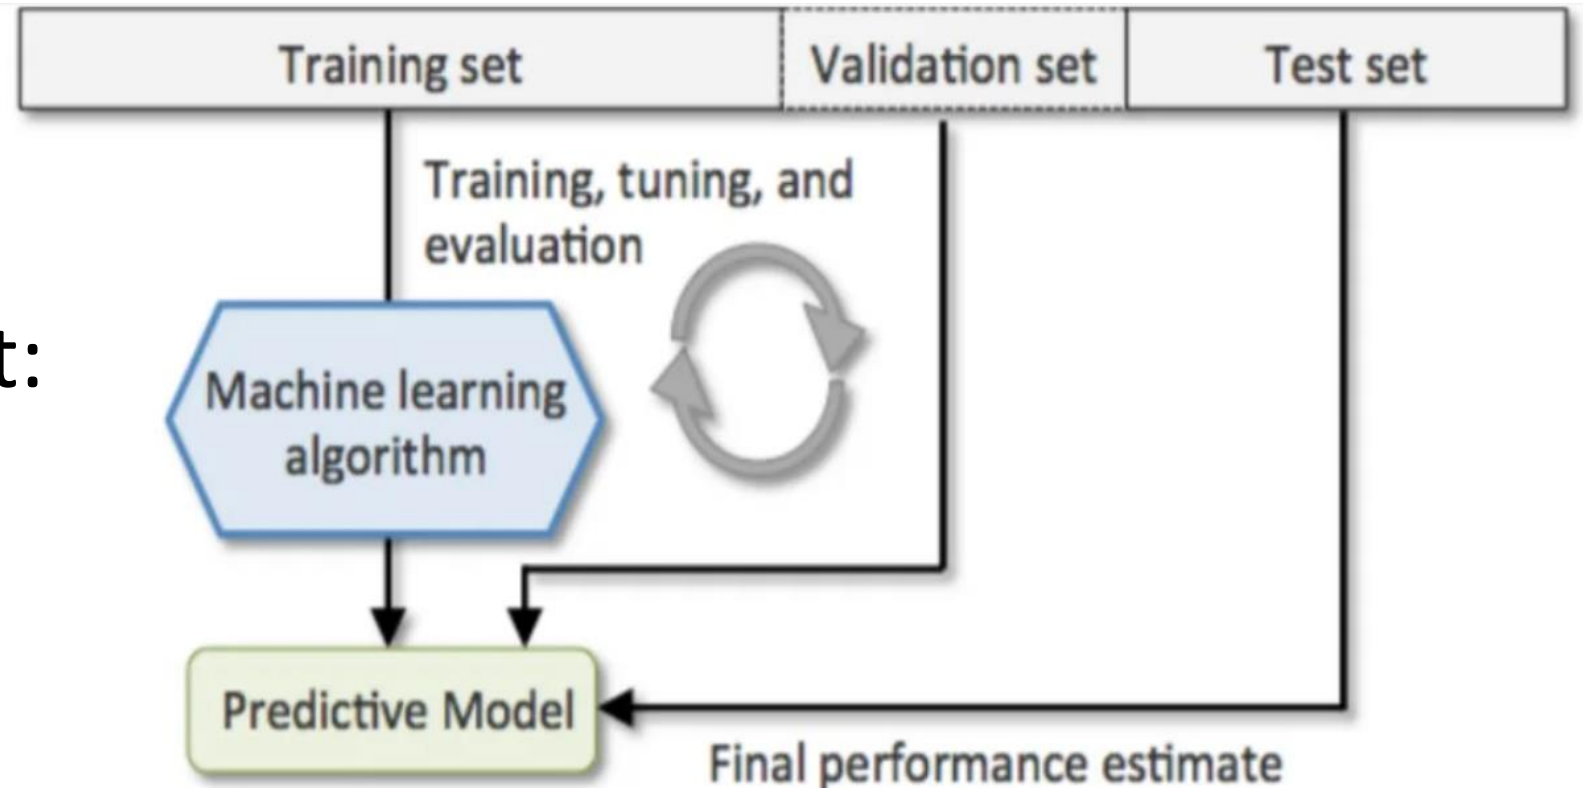 Training set
Validation set
Test set
Training, tuning, and
evaluation
t:
Machine learning
algorithm
Predictive Model
Final performance estimate